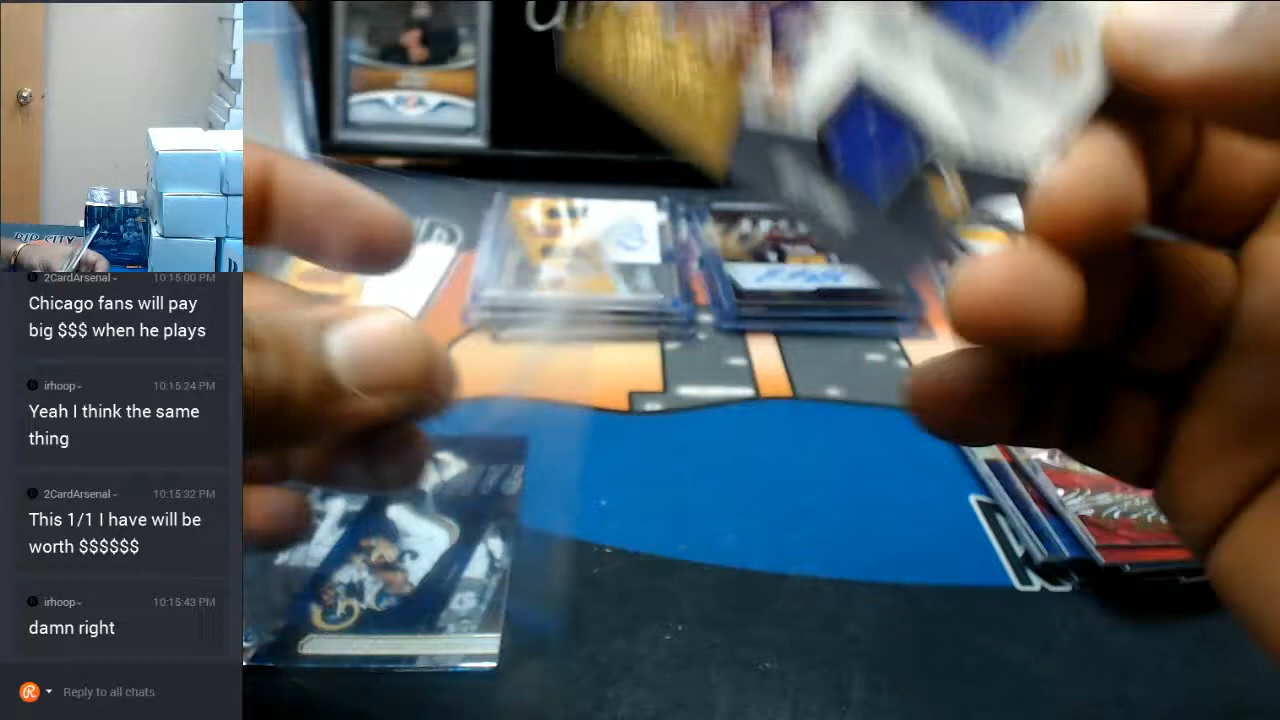 RIP CITY
2CardArsenal
10:15:00 PM
Chicago fans will pay
big $$$ when he plays
irhoop
10:15:24 PM
Yeah I think the same
thing
2CardArsenal
10:15:32 PM
This 1/1 I have will be
worth $$$$$$
irhoop
10:15:43 PM
damn right
Reply to all chats